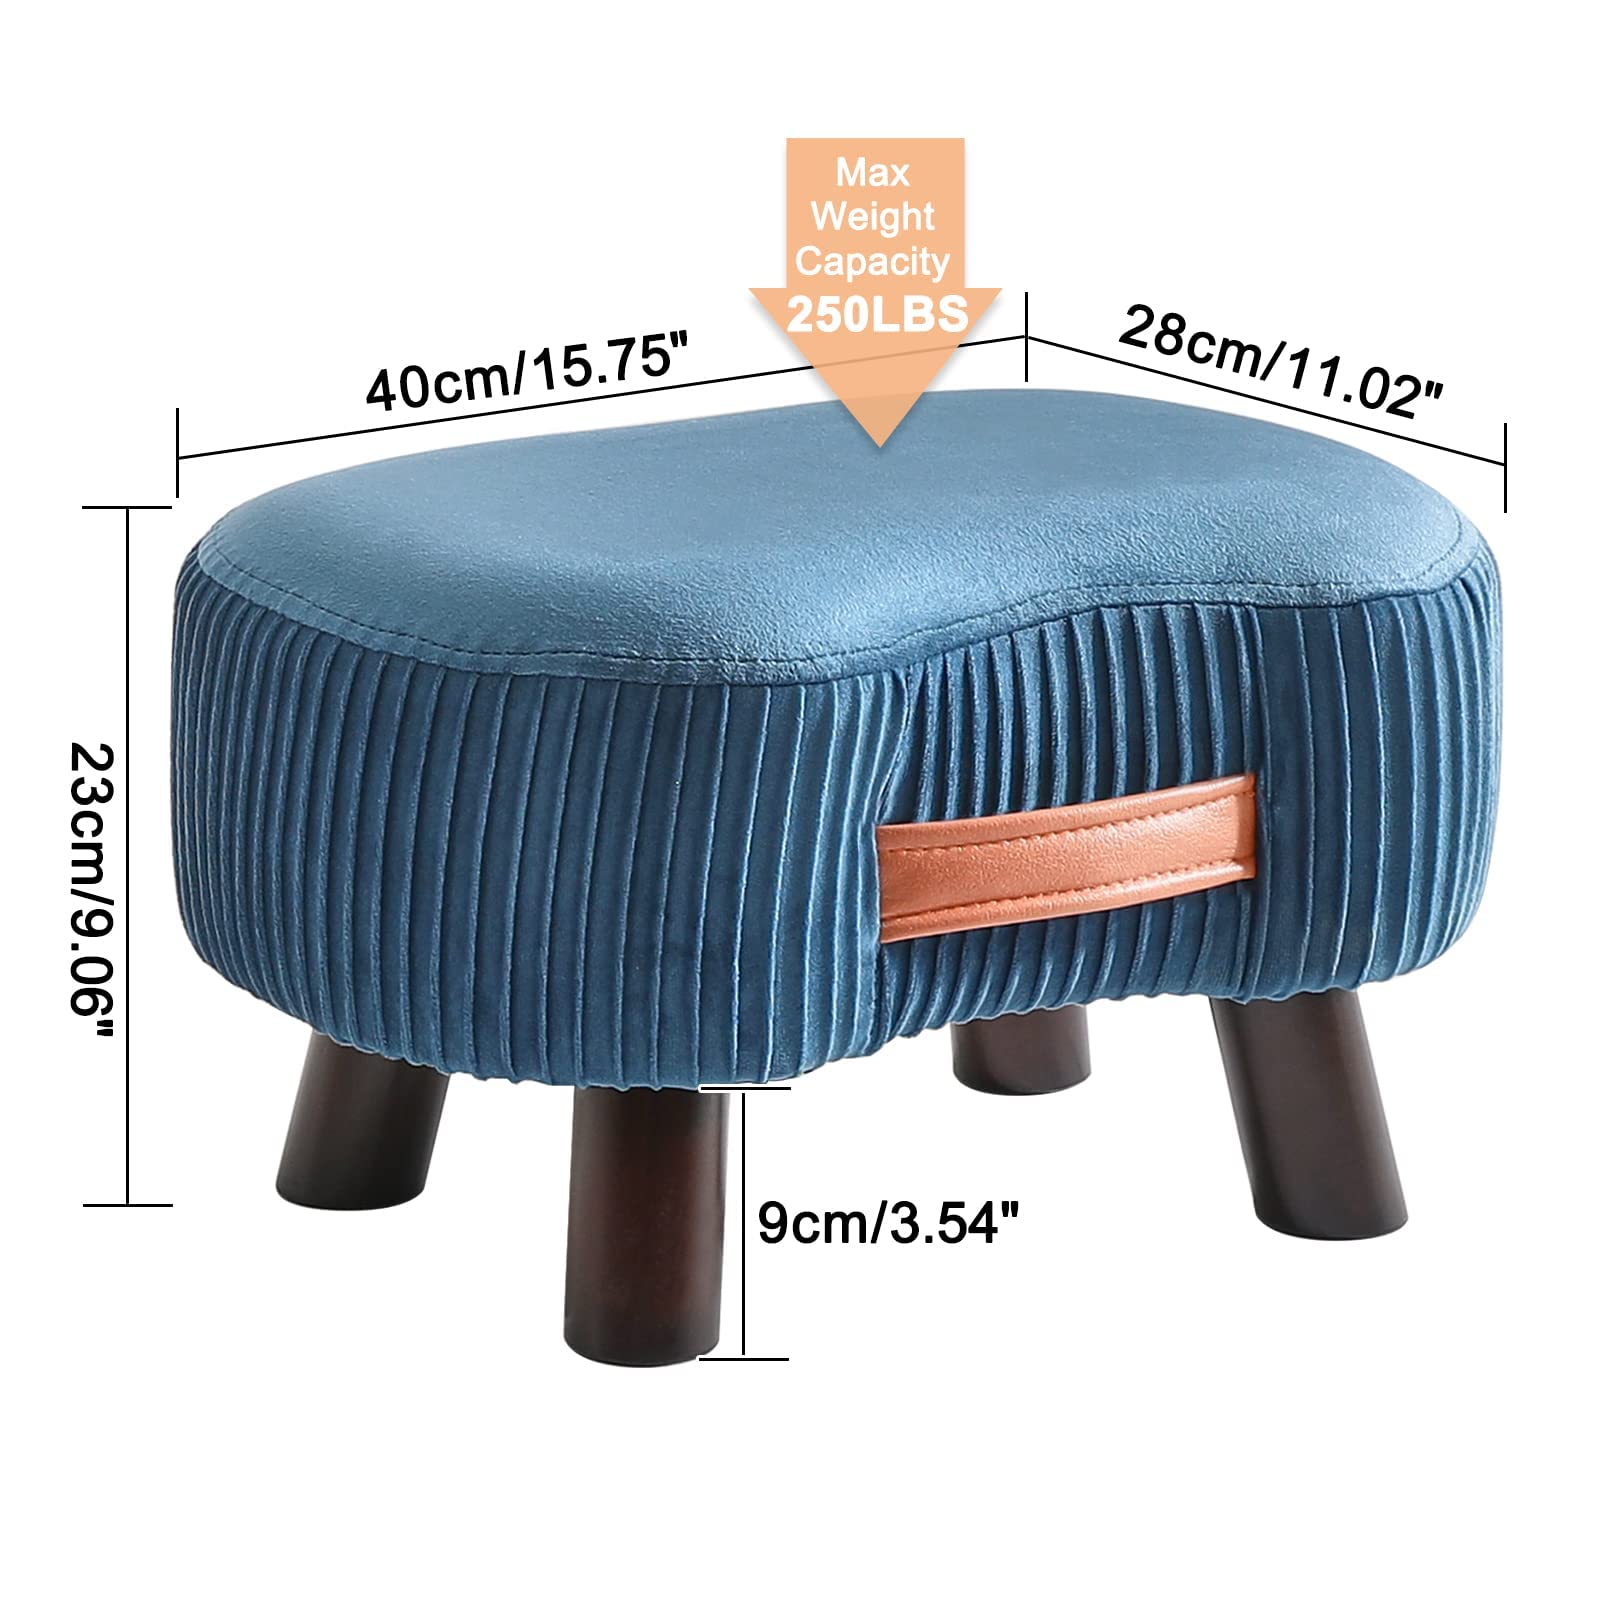 Max
Weight
Capacity
250LBS
40cm/15.75"
28cm/11.02"
23cm/9.06"
9cm/3.54"